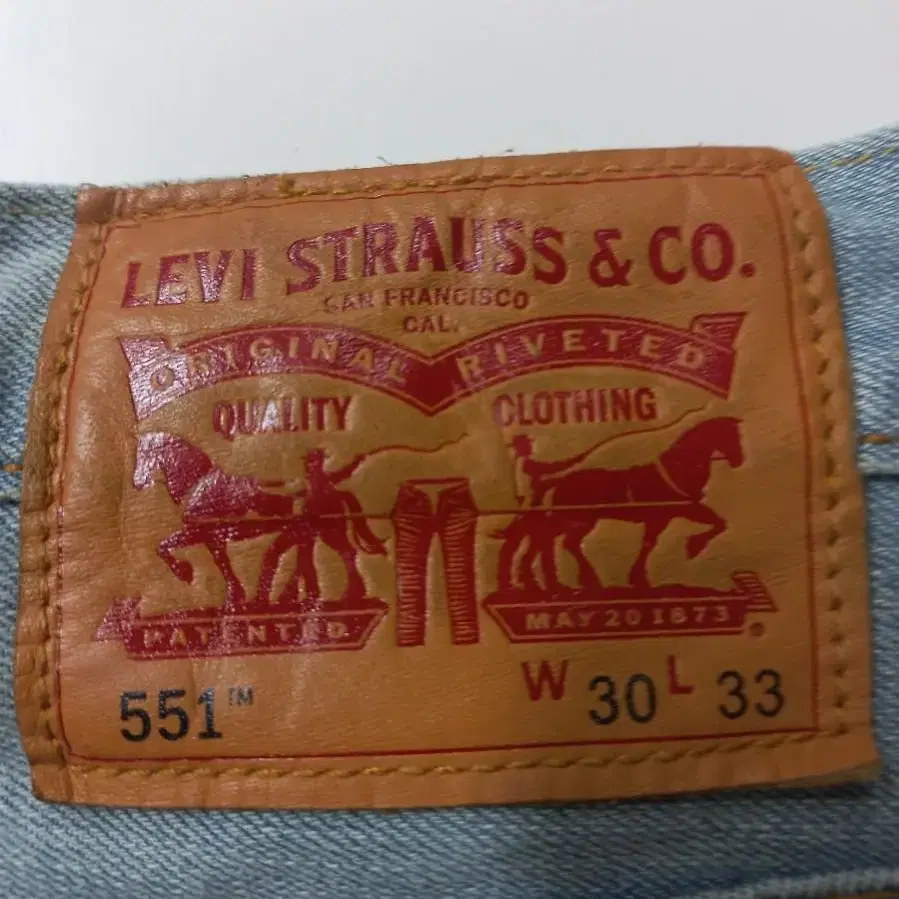 LEVI STRAUSS & CO.
SAN FRANCISCO
CAL.
ORIGINAL RIVETED
QUALITY CLOTHING
PATENTED MAY 20 1873
®
551™ W 30 L 33